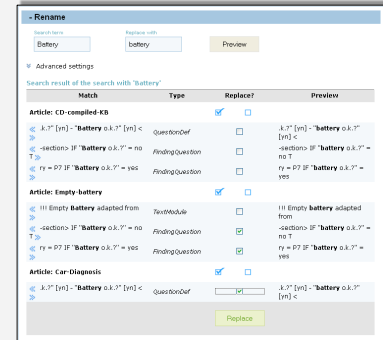 - Rename
Search term Replace with
Battery battery Preview
Advanced settings
Search result of the search with 'Battery'
Match Type Replace? Preview
Article: CD-compiled-KB
.k.?" [yn] - "Battery o.k.?" [yn] < QuestionDef .k.?" [yn] - "battery o.k.?"
[yn] <
-section> IF "Battery o.k.?" = no FindingQuestion -section> IF "battery o.k.?" =
T no T
ry = P7 IF "Battery o.k.?" = yes FindingQuestion ry = P7 IF "battery o.k.?" =
yes
Article: Empty-battery
!!! Empty Battery adapted from TextModule !!! Empty battery adapted
from
-section> IF "Battery o.k.?" = no FindingQuestion -section> IF "battery o.k.?" =
T no T
ry = P7 IF "Battery o.k.?" = yes FindingQuestion ry = P7 IF "battery o.k.?" =
yes
Article: Car-Diagnosis
.k.?" [yn] - "Battery o.k.?" [yn] < QuestionDef .k.?" [yn] - "battery o.k.?"
[yn] <
Replace